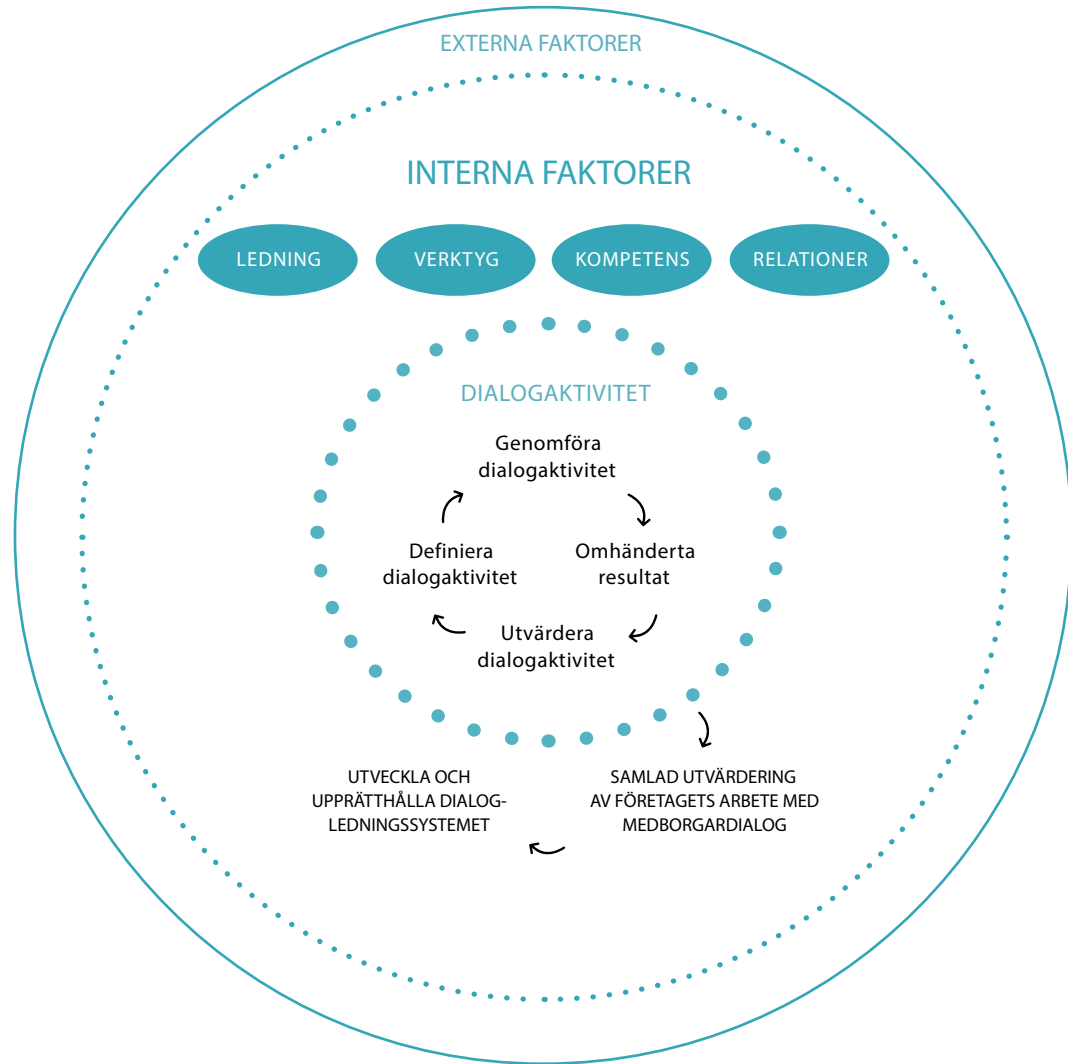 EXTERNA FAKTORER
INTERNA FAKTORER
LEDNING
VERKTYG
KOMPETENS
RELATIONER
DIALOGAKTIVITET
Genomföra
dialogaktivitet
Definiera
dialogaktivitet
Omhänderta
resultat
Utvärdera
dialogaktivitet
UTVECKLA OCH
UPPRÄTTHÅLLA DIALOG-
LEDNINGSSYSTEMET
SAMLAD UTVÄRDERING
AV FÖRETAGETS ARBETE MED
MEDBORGARDIALOG